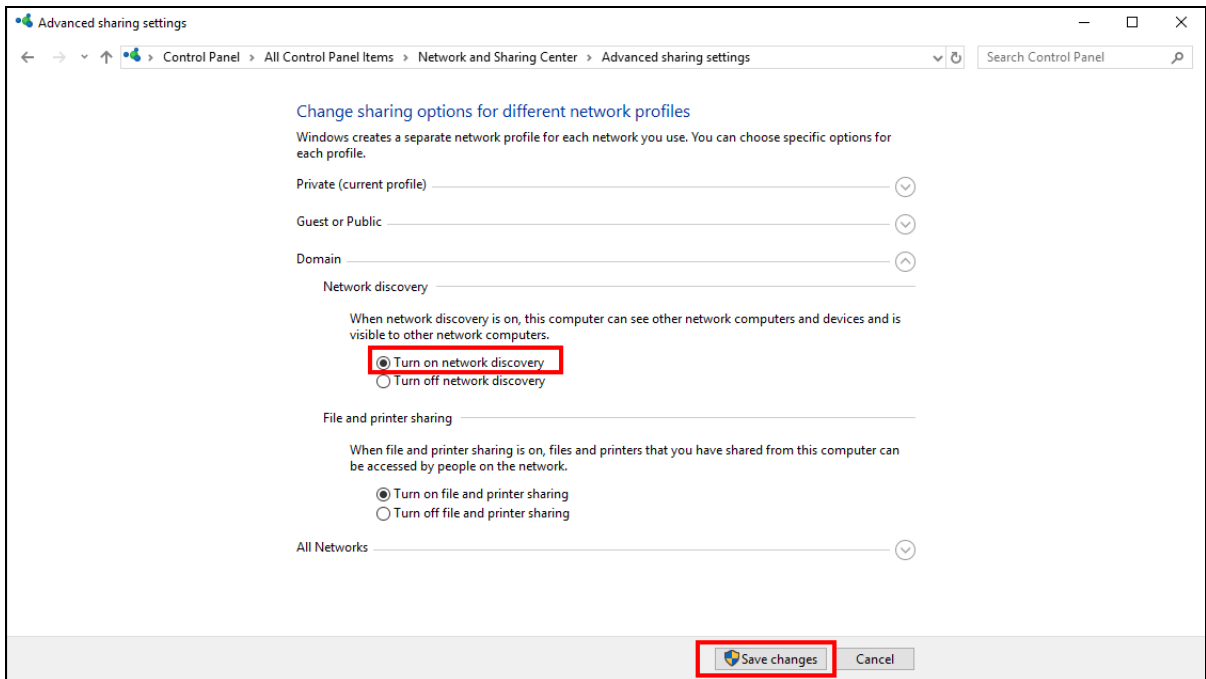 Advanced sharing settings
Control Panel > All Control Panel Items > Network and Sharing Center > Advanced sharing settings
Search Control Panel
Change sharing options for different network profiles
Windows creates a separate network profile for each network you use. You can choose specific options for
each profile.
Private (current profile)
Guest or Public
Domain
Network discovery
When network discovery is on, this computer can see other network computers and devices and is
visible to other network computers.
Turn on network discovery
Turn off network discovery
File and printer sharing
When file and printer sharing is on, files and printers that you have shared from this computer can
be accessed by people on the network.
Turn on file and printer sharing
Turn off file and printer sharing
All Networks
Save changes
Cancel